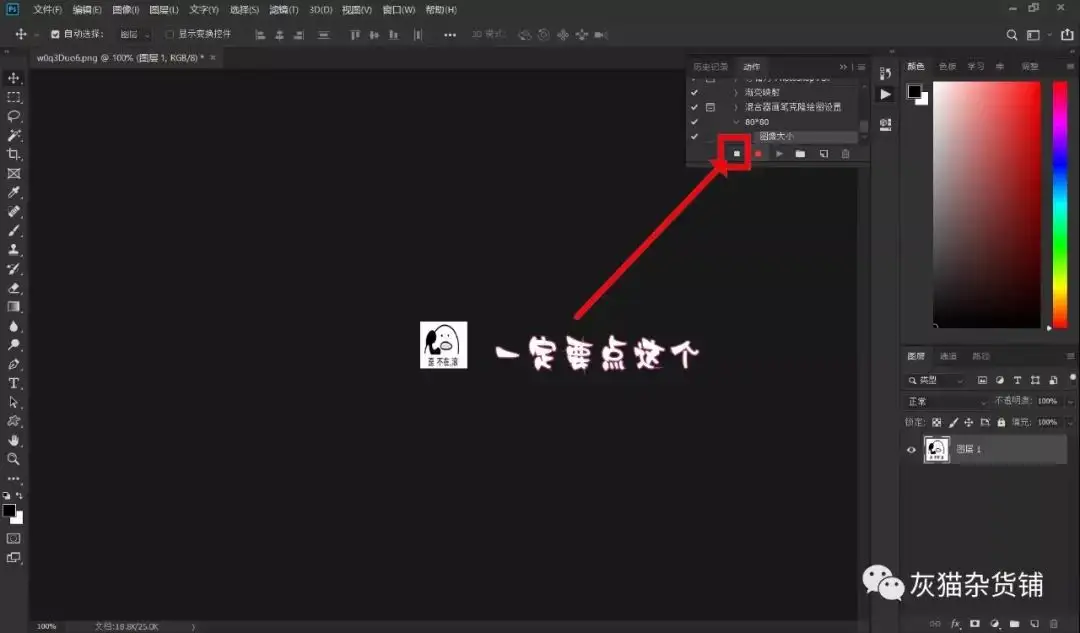 Ps 文件(F) 编辑(E) 图像(I) 图层(L) 文字(Y) 选择(S) 滤镜(T) 3D(D) 视图(V) 窗口(W) 帮助(H)
自动选择: 图层 显示变换控件 3D 模式:
w0q3Duo6.png @ 100% (图层 1, RGB/8) * ×
历史记录 动作
渐变映射
混合器画笔克隆绘图设置
80*80
图像大小
颜色 色板 学习 库 调整
一定要点这个
图层 通道 路径
类型
正常 不透明度: 100%
锁定: 填充: 100%
图层 1
灰猫杂货铺
100% 文档:18.8K/25.0K